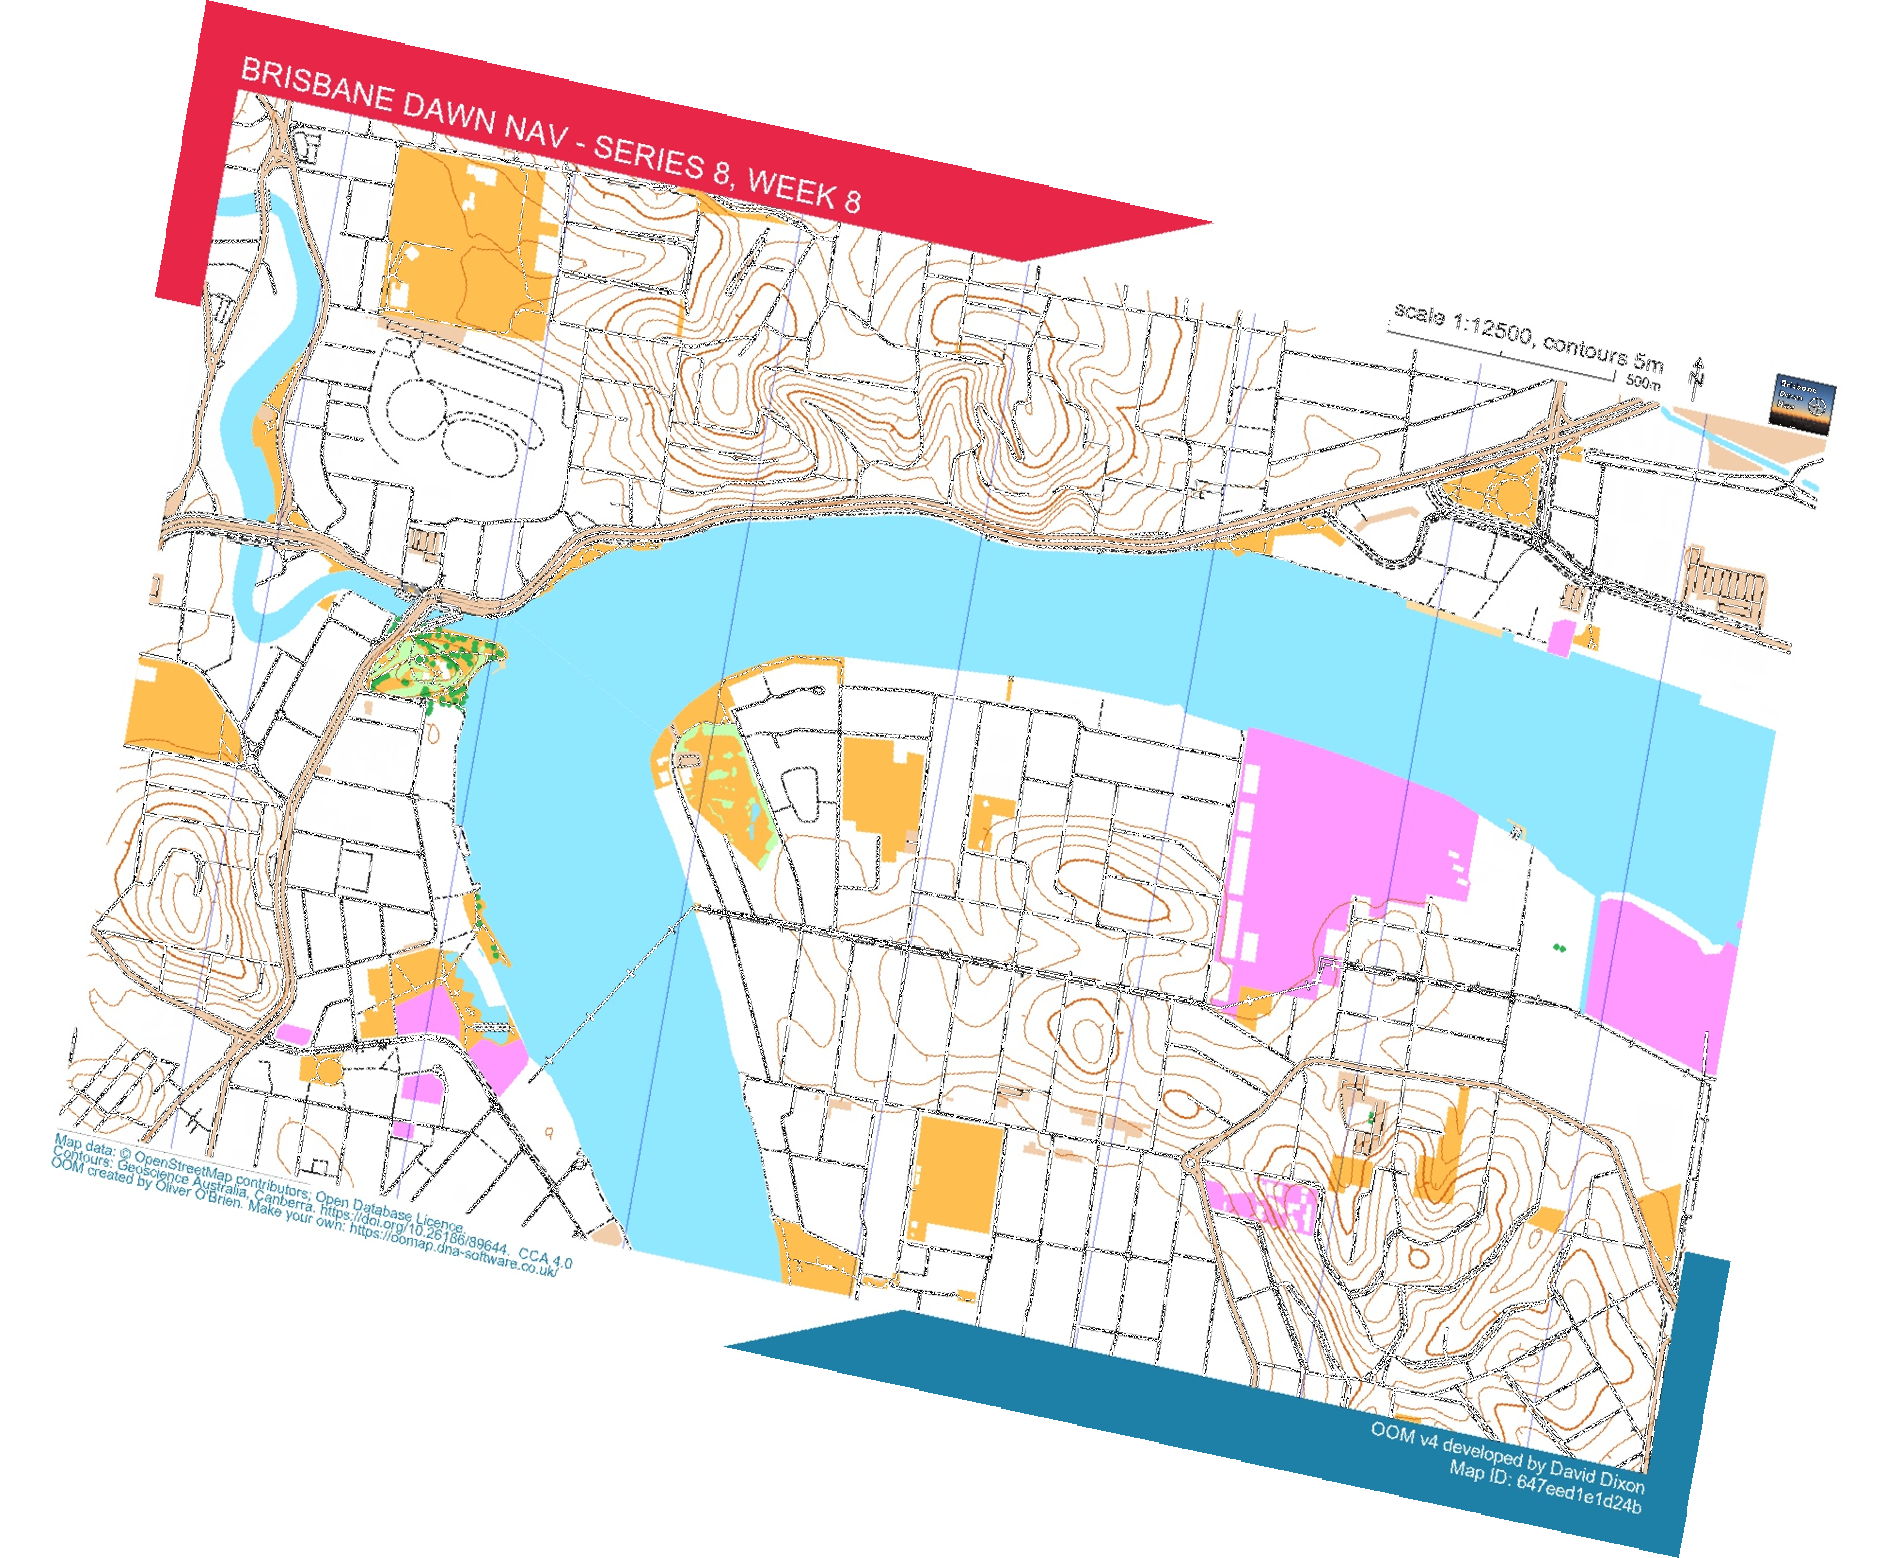 BRISBANE DAWN NAV - SERIES 8, WEEK 8
scale 1:12500, contours 5m
500m
Map data: © OpenStreetMap contributors, Open Database Licence.
Contours: Geoscience Australia, Canberra. https://doi.org/10.26186/89644. CCA 4.0
OOM created by Oliver O'Brien. Make your own: https://oomap.dna-software.co.uk/
OOM v4 developed by David Dixon
Map ID: 647eed1e1d24b